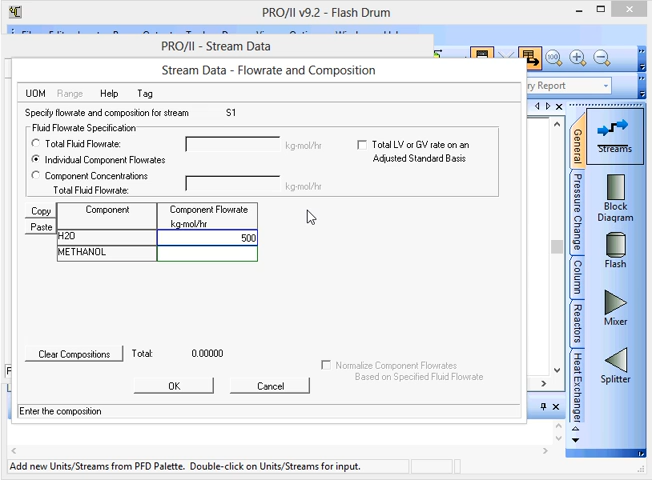 PRO/II v9.2 - Flash Drum
PRO/II - Stream Data
Stream Data - Flowrate and Composition
ry Report
UOM Range Help Tag
Specify flowrate and composition for stream S1
Fluid Flowrate Specification
Total Fluid Flowrate: kg-mol/hr
Individual Component Flowrates
Component Concentrations
Total Fluid Flowrate: kg-mol/hr
Total LV or GV rate on an
Adjusted Standard Basis
Copy
Paste
Component Component Flowrate
kg-mol/hr
H2O 500
METHANOL
Clear Compositions Total: 0.00000
Normalize Component Flowrates
Based on Specified Fluid Flowrate
OK Cancel
Enter the composition
General
Pressure Change
Column
Reactors
Heat Exchanger
Streams
Block
Diagram
Flash
Mixer
Splitter
Add new Units/Streams from PFD Palette. Double-click on Units/Streams for input.